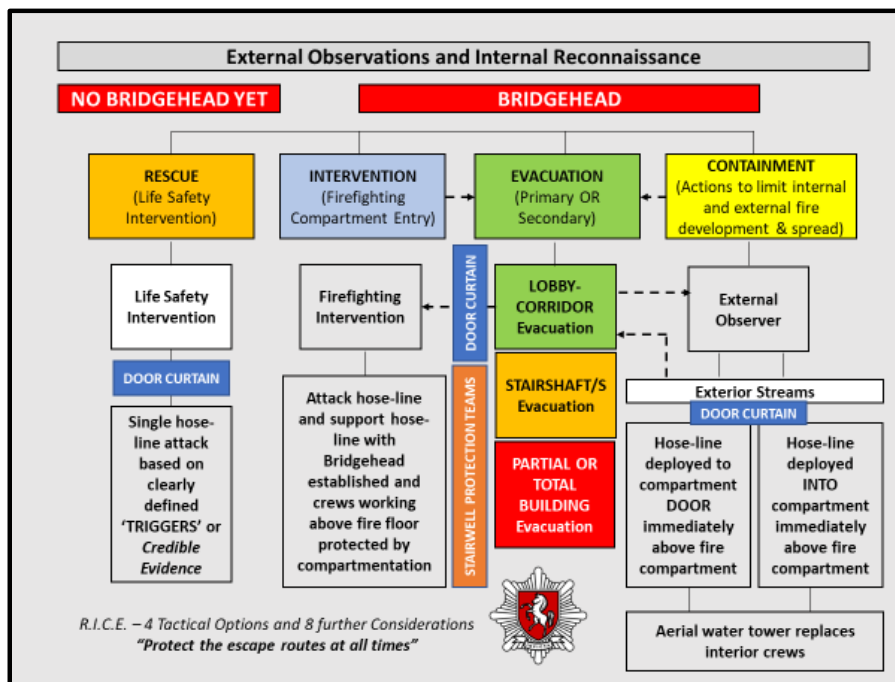 External Observations and Internal Reconnaissance
NO BRIDGEHEAD YET
BRIDGEHEAD
RESCUE
(Life Safety
Intervention)
INTERVENTION
(Firefighting
Compartment Entry)
EVACUATION
(Primary OR
Secondary)
CONTAINMENT
(Actions to limit internal
and external fire
development & spread)
Life Safety
Intervention
Firefighting
Intervention
DOOR CURTAIN
LOBBY-
CORRIDOR
Evacuation
External
Observer
DOOR CURTAIN
Single hose-
line attack
based on
clearly
defined
‘TRIGGERS’ or
Credible
Evidence
Attack hose-line
and support hose-
line with
Bridgehead
established and
crews working
above fire floor
protected by
compartmentation
STAIRWELL PROTECTION TEAMS
STAIRSHAFT/S
Evacuation
PARTIAL OR
TOTAL
BUILDING
Evacuation
Exterior Streams
DOOR CURTAIN
Hose-line
deployed to
compartment
DOOR
immediately
above fire
compartment
Hose-line
deployed
INTO
compartment
immediately
above fire
compartment
Aerial water tower replaces
interior crews
R.I.C.E. – 4 Tactical Options and 8 further Considerations
“Protect the escape routes at all times”